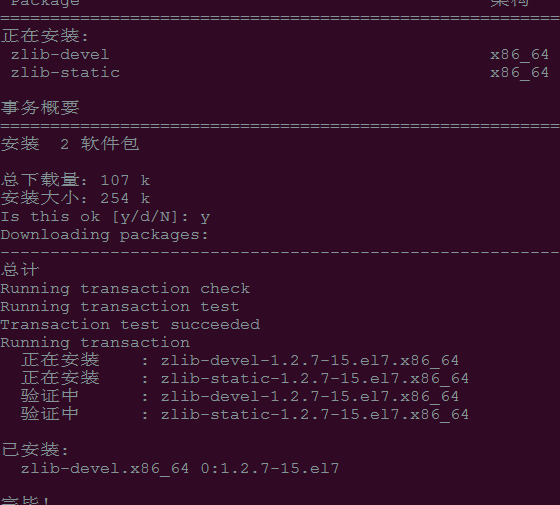 Package 架构
正在安装:
zlib-devel x86_64
zlib-static x86_64
事务概要
安装 2 软件包
总下载量: 107 k
安装大小: 254 k
Is this ok [y/d/N]: y
Downloading packages:
总计
Running transaction check
Running transaction test
Transaction test succeeded
Running transaction
正在安装 : zlib-devel-1.2.7-15.el7.x86_64
正在安装 : zlib-static-1.2.7-15.el7.x86_64
验证中 : zlib-devel-1.2.7-15.el7.x86_64
验证中 : zlib-static-1.2.7-15.el7.x86_64
已安装:
zlib-devel.x86_64 0:1.2.7-15.el7
完毕!